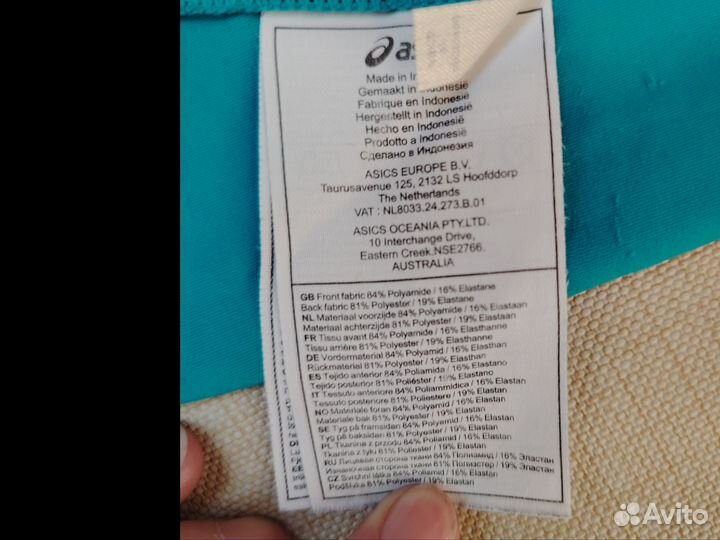 asi
Made in In
Gemaakt in Indonesië
Fabrique en Indonesië
Hergestellt in Indonesië
Hecho en Indonesië
Prodotto a Indonesië
Сделано в Индонезия
ASICS EUROPE B.V.
Taurusavenue 125, 2132 LS Hoofddorp
The Netherlands
VAT : NL8033.24.273.B.01
ASICS OCEANIA PTY.LTD.
10 Interchange Drive,
Eastern Creek.NSE2766.
AUSTRALIA
GB Front fabric 84% Polyamide / 16% Elastane
Back fabric 81% Polyester / 19% Elastane
NL Materiaal voorzijde 84% Polyamide / 16% Elastaan
Materiaal achterzijde 81% Polyester / 19% Elastaan
FR Tissu avant 84% Polyamide / 16% Elasthanne
Tissu arrière 81% Polyester / 19% Elasthanne
DE Vordermaterial 84% Polyamid / 16% Elasthan
Rückmaterial 81% Polyester / 19% Elasthan
ES Tejido anterior 84% Poliamida / 16% Elastano
Tejido posterior 81% Poliéster / 19% Elastano
IT Tessuto anteriore 84% Poliammidica / 16% Elastan
Tessuto posteriore 81% Poliestere / 19% Elastan
NO Materiale foran 84% Polyamid / 16% Elastan
Materiale bak 81% Polyester / 19% Elastan
SE Tyg på framsidan 84% Polyamid / 16% Elastan
Tyg på baksidan 81% Polyester / 19% Elastan
PL Tkanina z przodu 84% Poliamid / 16% Elastan
Tkanina z tyłu 81% Polyester / 19% Elastan
RU Лицевая сторона ткани 84% Полиамид / 16% Эластан
Изнаночная сторона ткани 81% Полиэстер / 19% Эластан
CZ Svrchní látka 84% Polyamid / 16% Elastan
Podšívka 81% Polyester / 19% Elastan
Avito